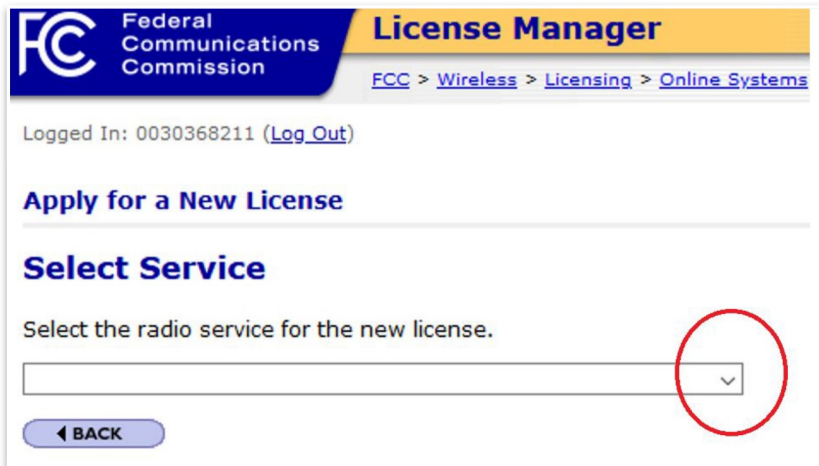 FCC
Federal
Communications
Commission
License Manager
FCC > Wireless > Licensing > Online Systems
Logged In: 0030368211 (Log Out)
Apply for a New License
Select Service
Select the radio service for the new license.
BACK